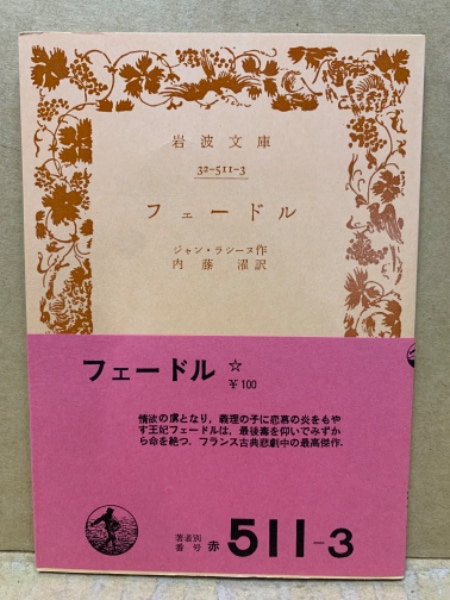 岩波文庫
32-511-3
フェードル
ジャン・ラシーヌ作
内藤 濯訳
フェードル ☆
￥100
情欲の虜となり，義理の子に恋慕の炎をもや
す王妃フェードルは，最後毒を仰いでみずか
ら命を絶つ．フランス古典悲劇中の最高傑作．
著者別
番号 赤 511-3